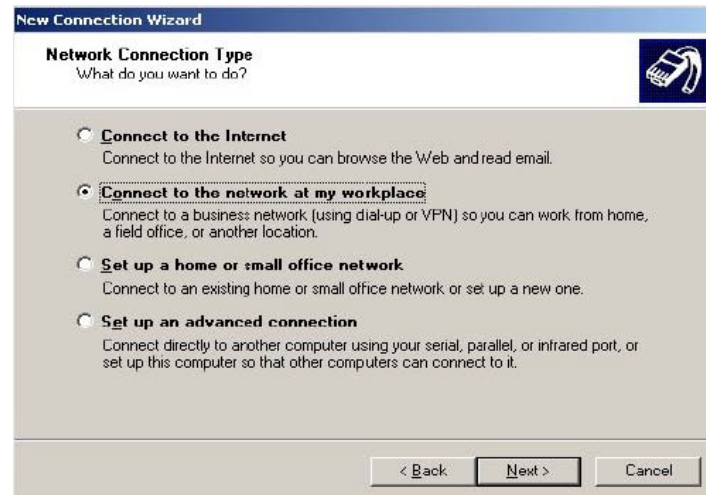 New Connection Wizard
Network Connection Type
What do you want to do?
Connect to the Internet
Connect to the Internet so you can browse the Web and read email.
Connect to the network at my workplace
Connect to a business network (using dial-up or VPN) so you can work from home,
a field office, or another location.
Set up a home or small office network
Connect to an existing home or small office network or set up a new one.
Set up an advanced connection
Connect directly to another computer using your serial, parallel, or infrared port, or
set up this computer so that other computers can connect to it.
< Back Next > Cancel